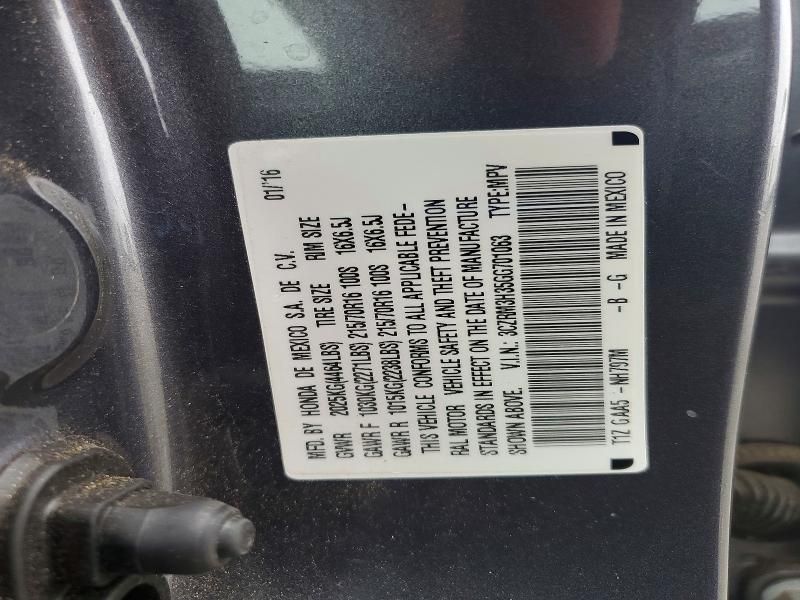 MFD. BY HONDA DE MEXICO S.A. DE C.V. 01/16
GVWR 2025KG(4464LBS) TIRE SIZE RIM SIZE
GAWR F 1030KG(2271LBS) 215/70R16 100S 16X6.5J
GAWR R 1015KG(2238LBS) 215/70R16 100S 16X6.5J
THIS VEHICLE CONFORMS TO ALL APPLICABLE FEDE-
RAL MOTOR VEHICLE SAFETY AND THEFT PREVENTION
STANDARDS IN EFFECT ON THE DATE OF MANUFACTURE
SHOWN ABOVE. V.I.N.: 3CZRM3H35GG701063 TYPE:MPV
T1Z GAAA5 -NH797M -B -G MADE IN MEXICO